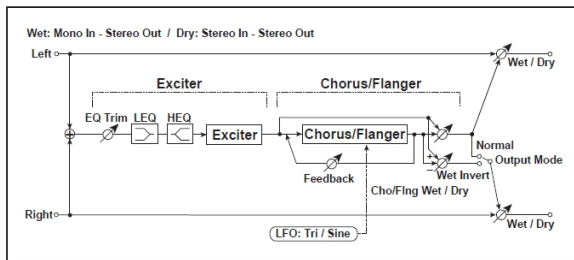 Wet: Mono In - Stereo Out / Dry: Stereo In - Stereo Out
Left
Wet / Dry
Exciter
Chorus/Flanger
EQ Trim
LEQ
HEQ
Exciter
Chorus/Flanger
Normal
Output Mode
+
−
Wet Invert
Feedback
Cho/Flng Wet / Dry
Right
LFO: Tri / Sine
Wet / Dry